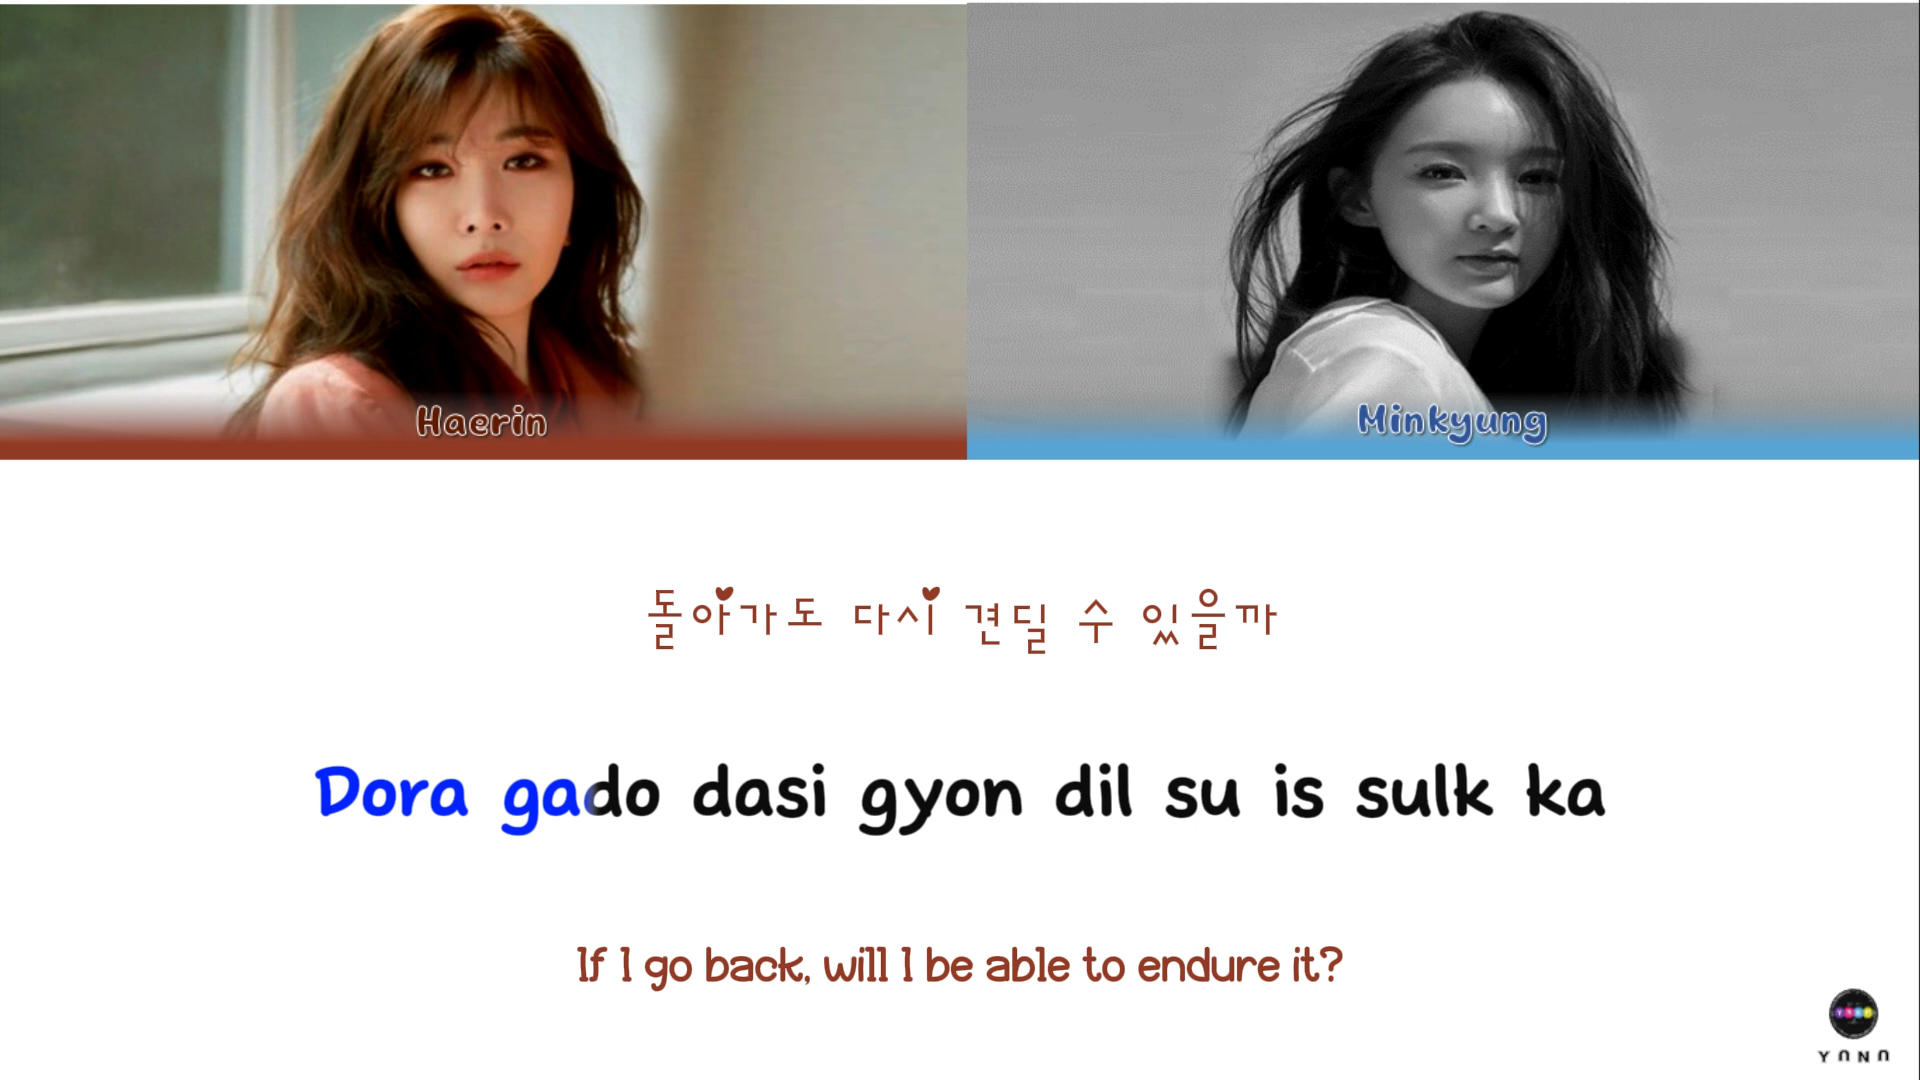 Haerin
Minkyung
돌아가도 다시 견딜 수 있을까
Dora gado dasi gyon dil su is sulk ka
If I go back, will I be able to endure it?
YANA